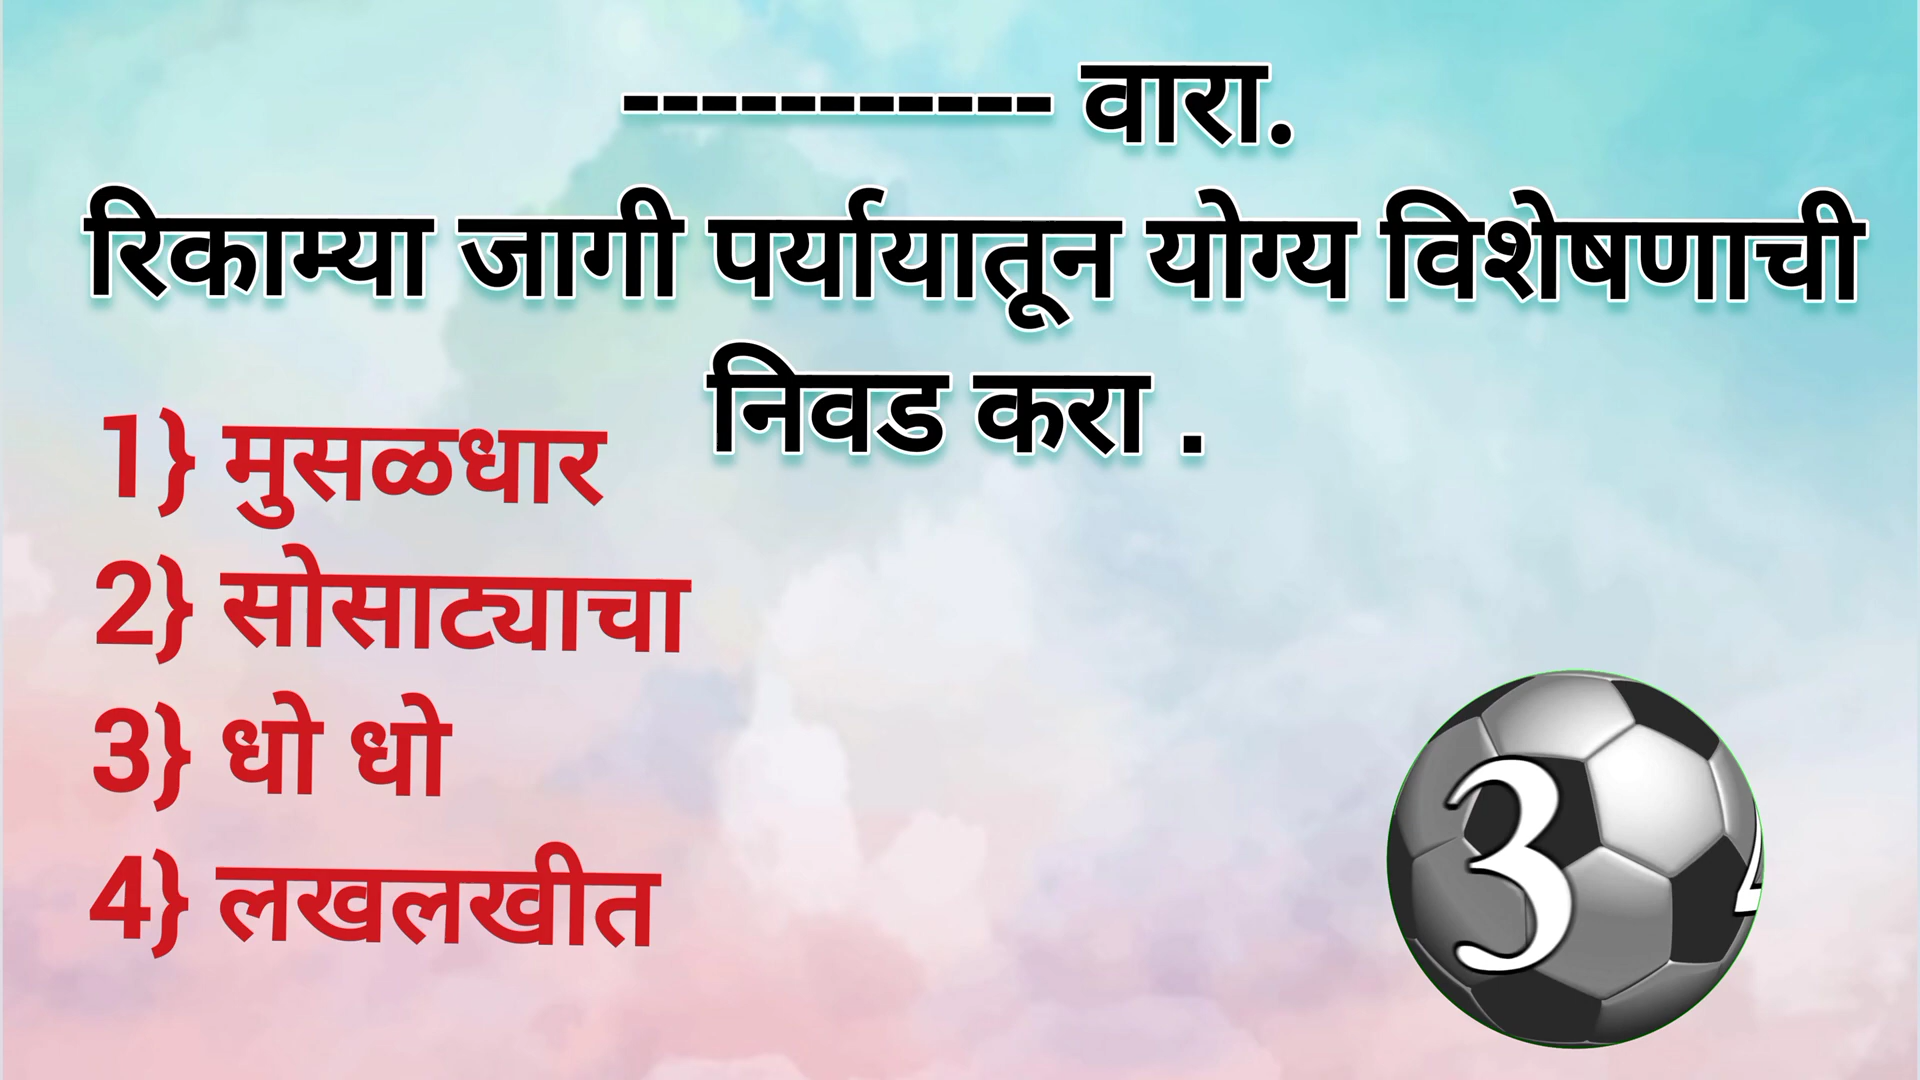 ----------- वारा.
रिकाम्या जागी पर्यायातून योग्य विशेषणाची
निवड करा .
1} मुसळधार
2} सोसाट्याचा
3} धो धो
4} लखलखीत
3